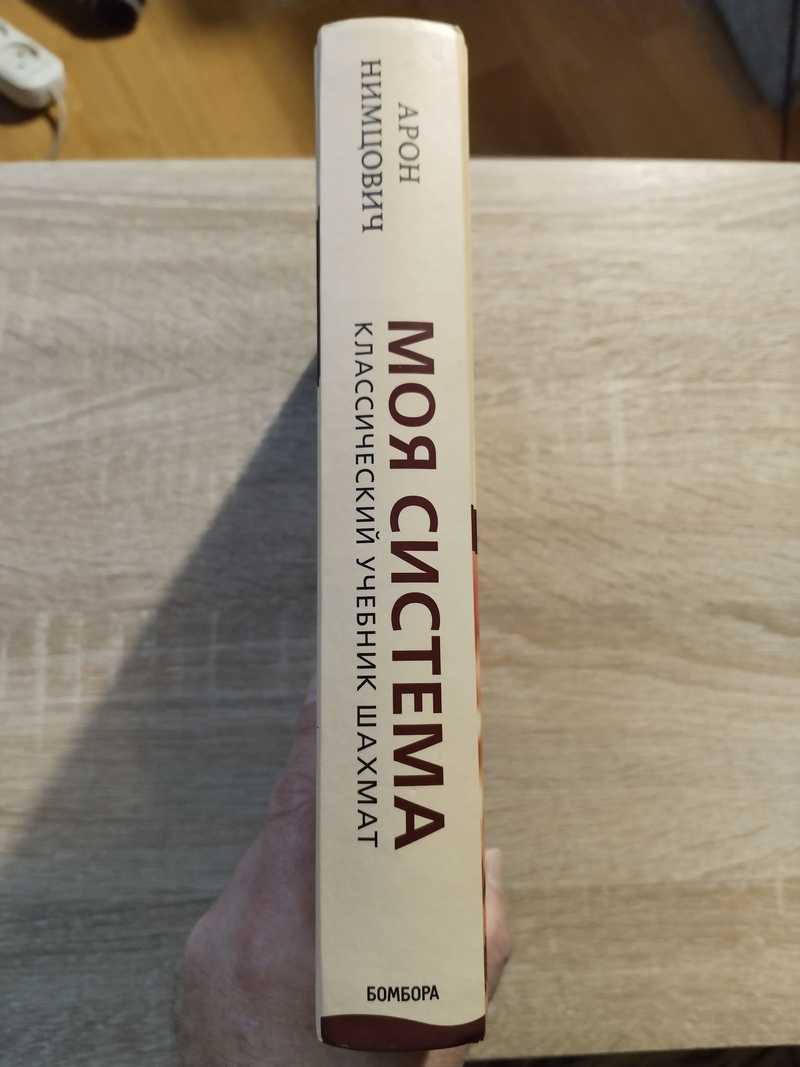 АРОН
НИМЦОВИЧ
МОЯ СИСТЕМА
КЛАССИЧЕСКИЙ УЧЕБНИК ШАХМАТ
БОМБОРА